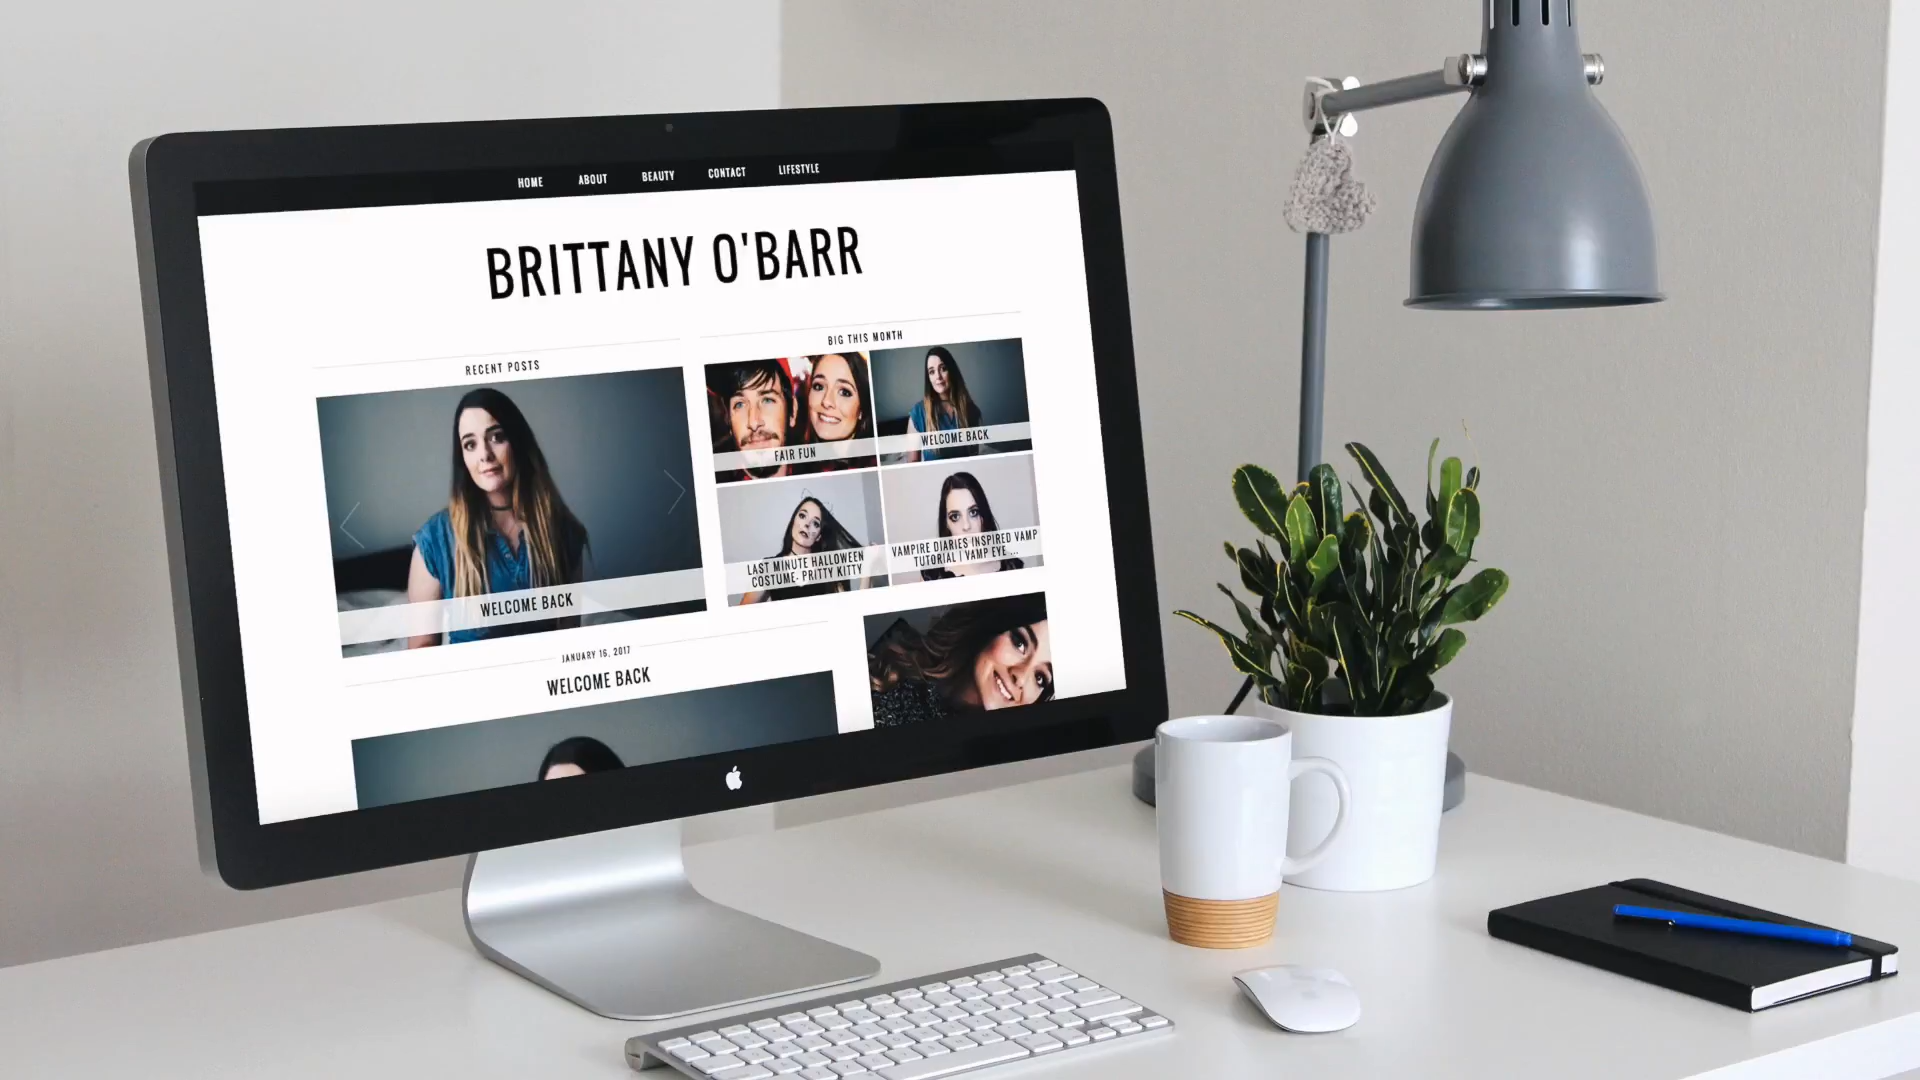 HOME ABOUT BEAUTY CONTACT LIFESTYLE
BRITTANY O'BARR
RECENT POSTS
WELCOME BACK
BIG THIS MONTH
FAIR FUN
WELCOME BACK
LAST MINUTE HALLOWEEN
COSTUME- PRITTY KITTY
VAMPIRE DIARIES INSPIRED VAMP
TUTORIAL | VAMP EYE ...
JANUARY 16, 2017
WELCOME BACK